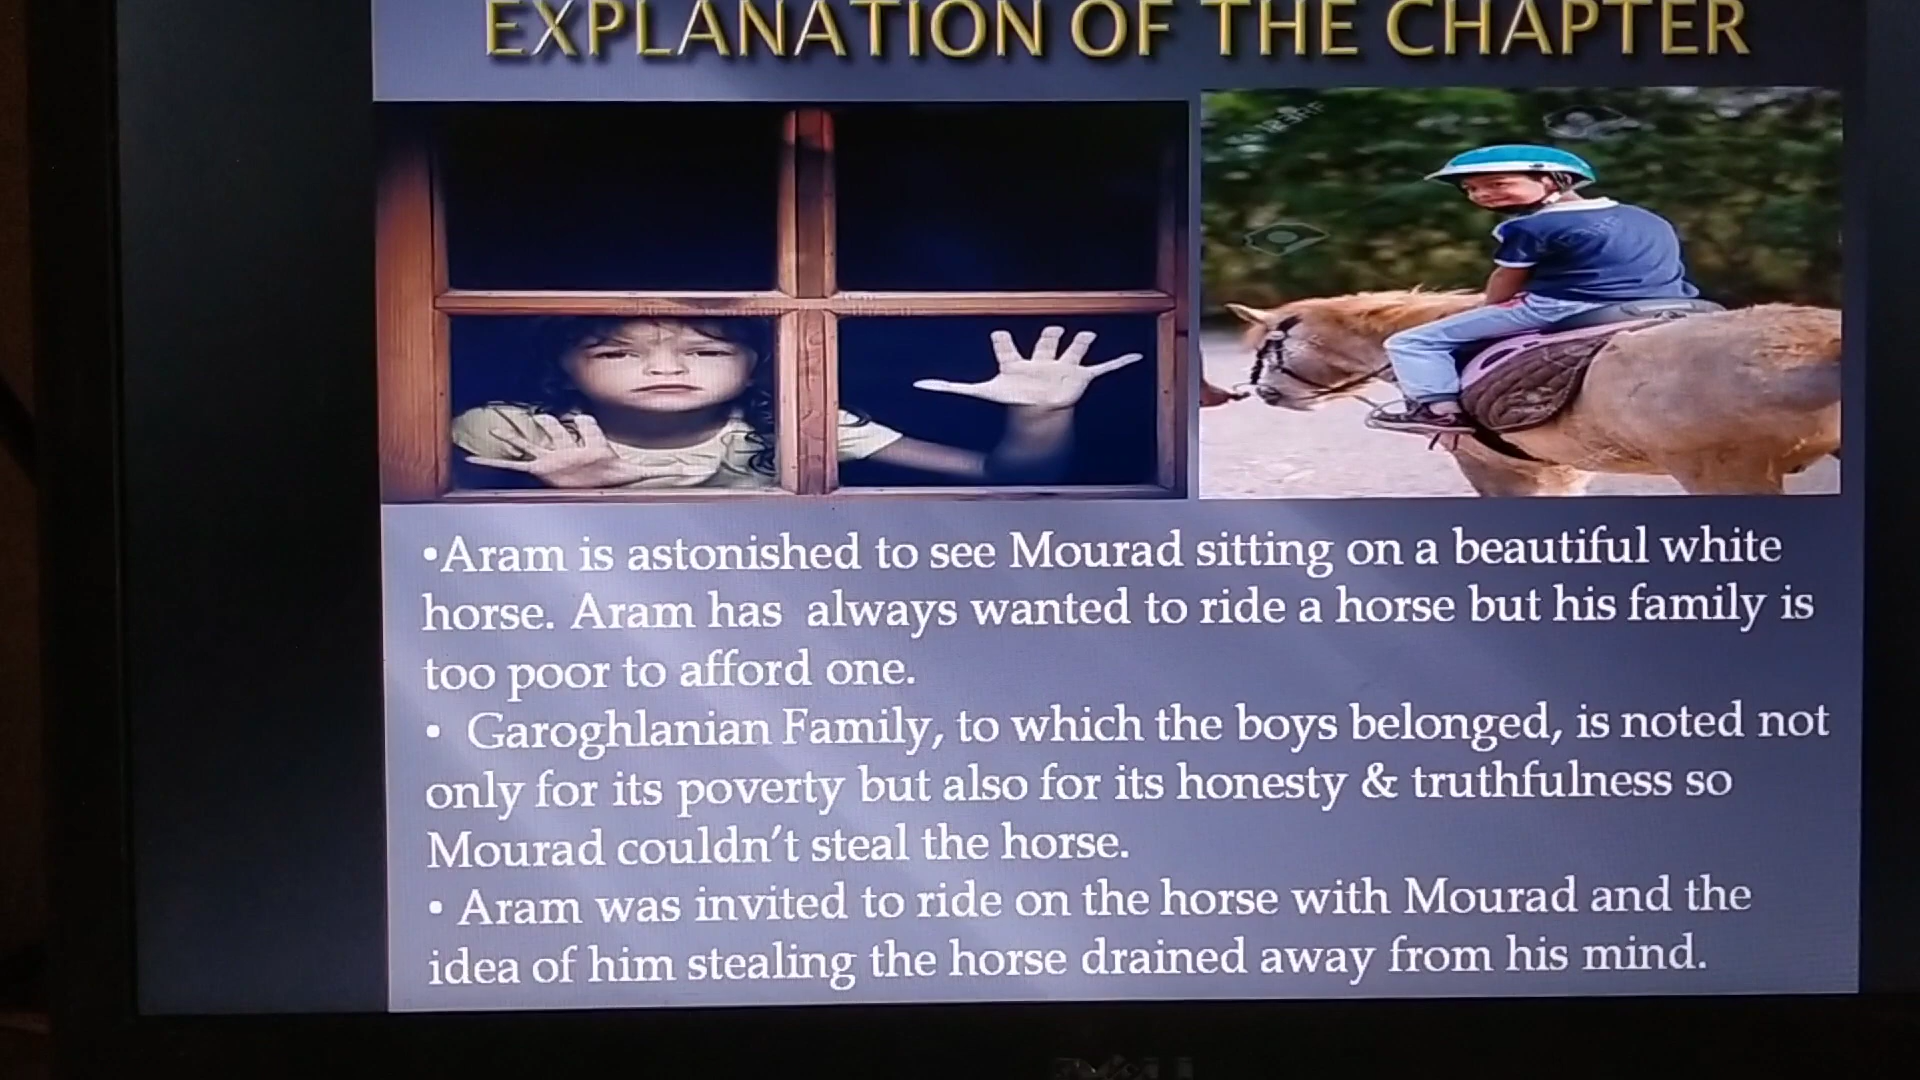 EXPLANATION OF THE CHAPTER
•Aram is astonished to see Mourad sitting on a beautiful white
horse. Aram has always wanted to ride a horse but his family is
too poor to afford one.
• Garoghlanian Family, to which the boys belonged, is noted not
only for its poverty but also for its honesty & truthfulness so
Mourad couldn't steal the horse.
• Aram was invited to ride on the horse with Mourad and the
idea of him stealing the horse drained away from his mind.